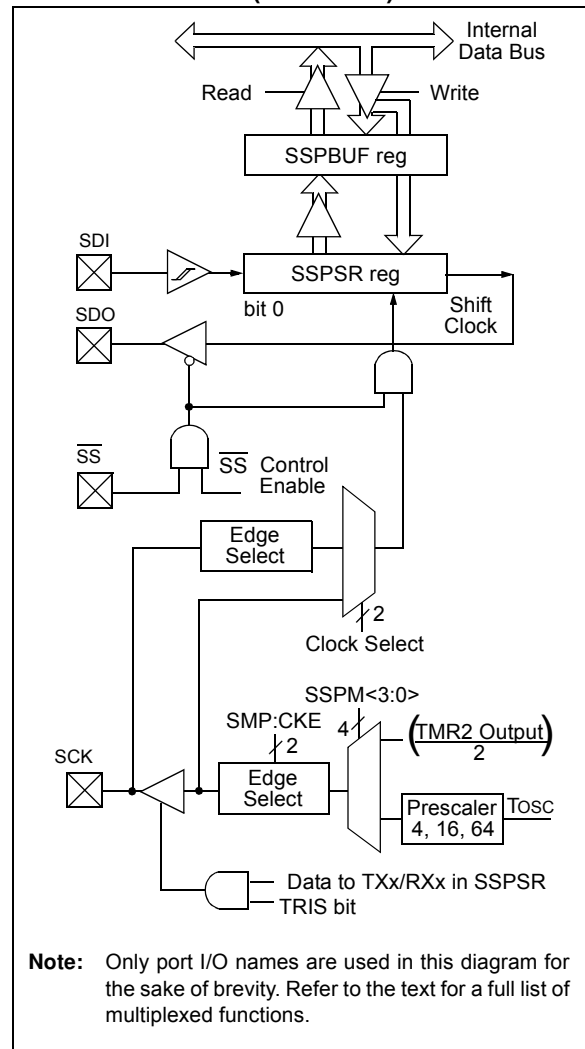 Internal
Data Bus
Read
Write
SSPBUF reg
SDI
SSPSR reg
bit 0
Shift
Clock
SDO
SS
SS Control
Enable
Edge
Select
2
Clock Select
SSPM<3:0>
SMP:CKE
4
2
(TMR2 Output)
2
SCK
Edge
Select
Prescaler
4, 16, 64
TOSC
Data to TXx/RXx in SSPSR
TRIS bit
Note: Only port I/O names are used in this diagram for
the sake of brevity. Refer to the text for a full list of
multiplexed functions.